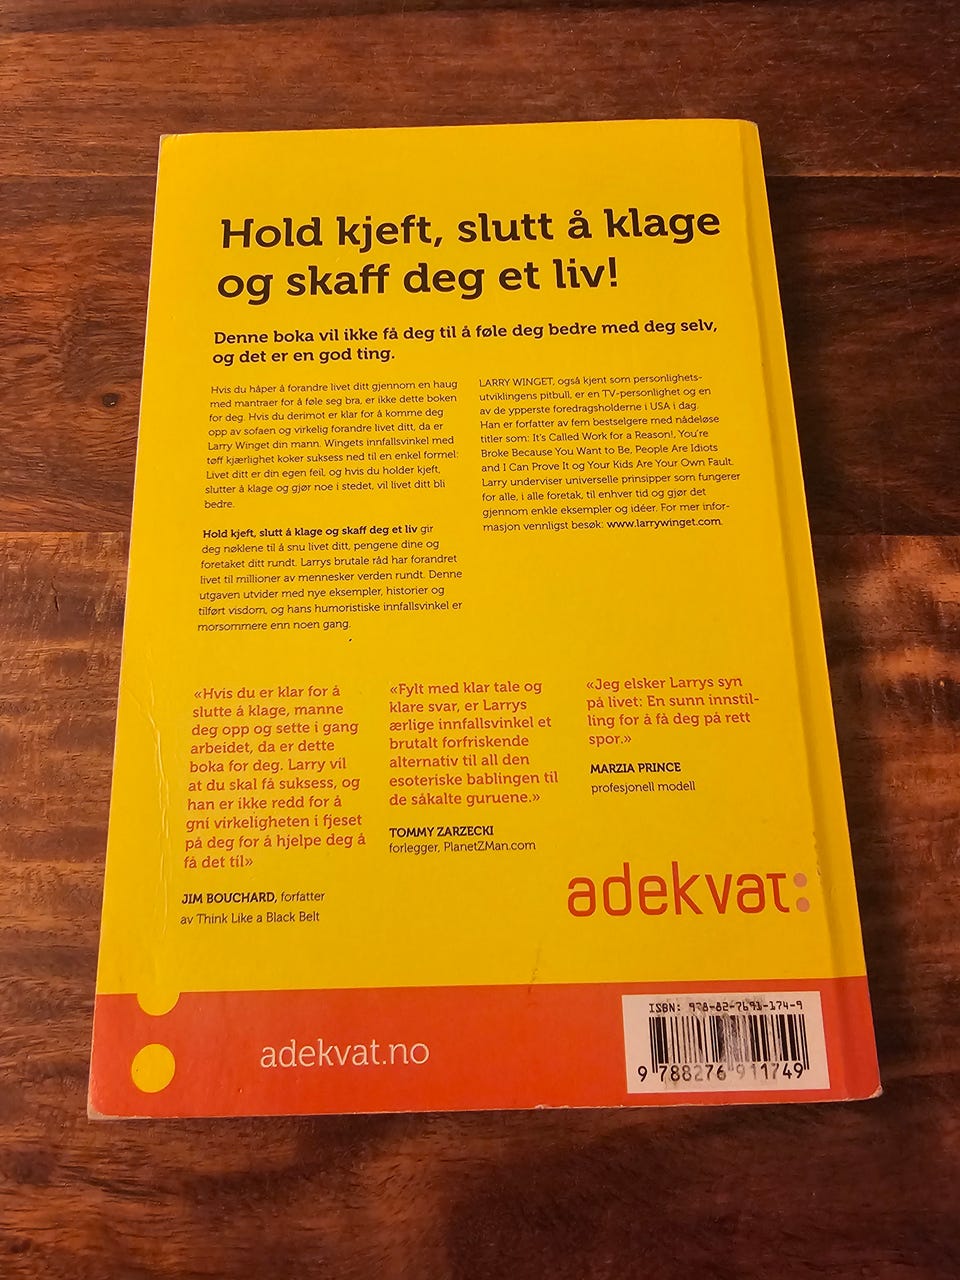 Hold kjeft, slutt å klage
og skaff deg et liv!
Denne boka vil ikke få deg til å føle deg bedre med deg selv,
og det er en god ting.
Hvis du håper å forandre livet ditt gjennom en haug
med mantraer for å føle seg bra, er ikke dette boken
for deg. Hvis du derimot er klar for å komme deg
opp av sofaen og virkelig forandre livet ditt, da er
Larry Winget din mann. Wingets innfallsvinkel med
tøff kjærlighet koker suksess ned til en enkel formel:
Livet ditt er din egen feil, og hvis du holder kjeft,
slutter å klage og gjør noe i stedet, vil livet ditt bli
bedre.
Hold kjeft, slutt å klage og skaff deg et liv gir
deg nøklene til å snu livet ditt, pengene dine og
foretaket ditt rundt. Larrys brutale råd har forandret
livet til millioner av mennesker verden rundt. Denne
utgaven utvider med nye eksempler, historier og
tilført visdom, og hans humoristiske innfallsvinkel er
morsommere enn noen gang.
LARRY WINGET, også kjent som personlighets-
utviklingens pitbull, er en TV-personlighet og en
av de ypperste foredragsholderne i USA i dag.
Han er forfatter av fem bestselgere med nådeløse
titler som: It's Called Work for a Reason!, You're
Broke Because You Want to Be, People Are Idiots
and I Can Prove It og Your Kids Are Your Own Fault.
Larry underviser universelle prinsipper som fungerer
for alle, i alle foretak, til enhver tid og gjør det
gjennom enkle eksempler og idéer. For mer infor-
masjon vennligst besøk: www.larrywinget.com.
«Hvis du er klar for å
slutte å klage, manne
deg opp og sette i gang
arbeidet, da er dette
boka for deg. Larry vil
at du skal få suksess, og
han er ikke redd for å
gni virkeligheten i fjeset
på deg for å hjelpe deg å
få det til»
JIM BOUCHARD, forfatter
av Think Like a Black Belt
«Fylt med klar tale og
klare svar, er Larrys
ærlige innfallsvinkel et
brutalt forfriskende
alternativ til all den
esoteriske bablingen til
de såkalte guruene.»
TOMMY ZARZECKI
forlegger, PlanetZMan.com
«Jeg elsker Larrys syn
på livet: En sunn innstil-
ling for å få deg på rett
spor.»
MARZIA PRINCE
profesjonell modell
adekvat:
adekvat.no
ISBN: 978-82-7691-174-9
9 788276 911749